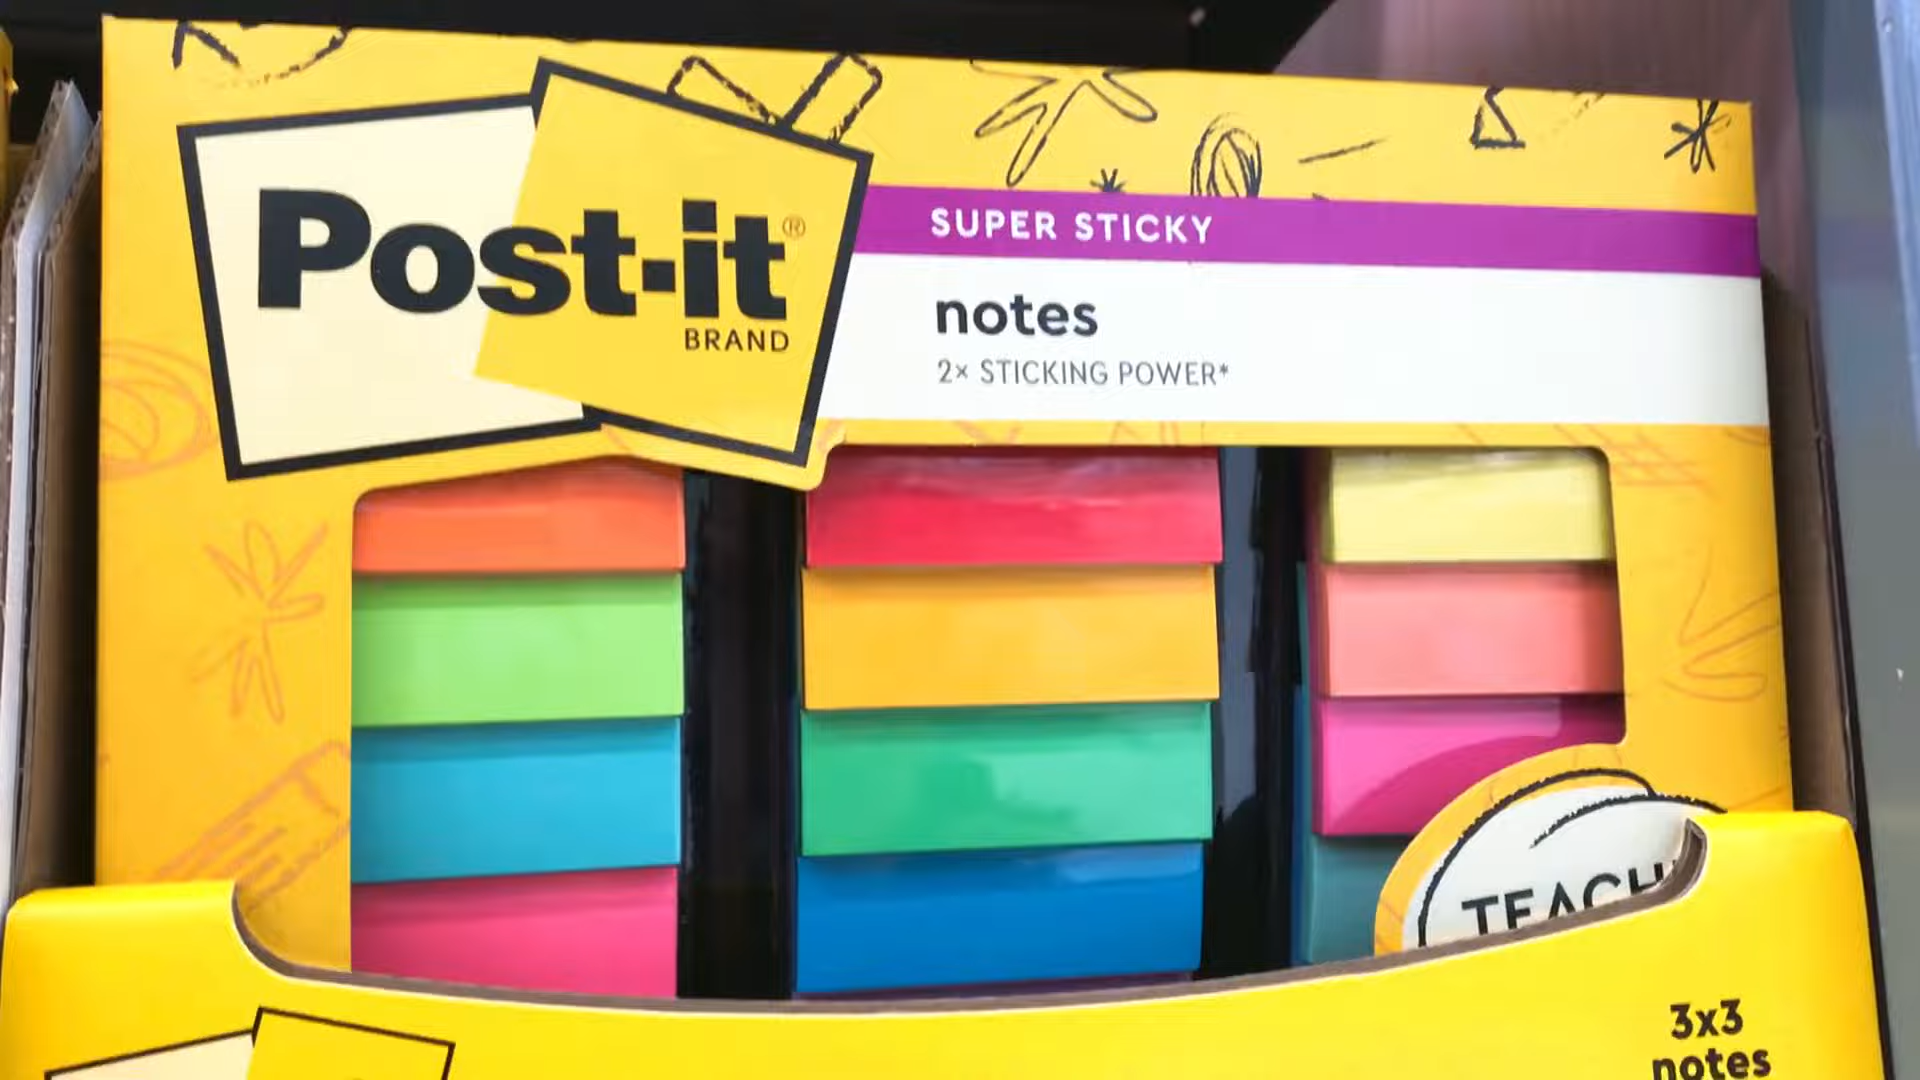 Post-it®
BRAND
SUPER STICKY
notes
2× STICKING POWER*
3x3
notes